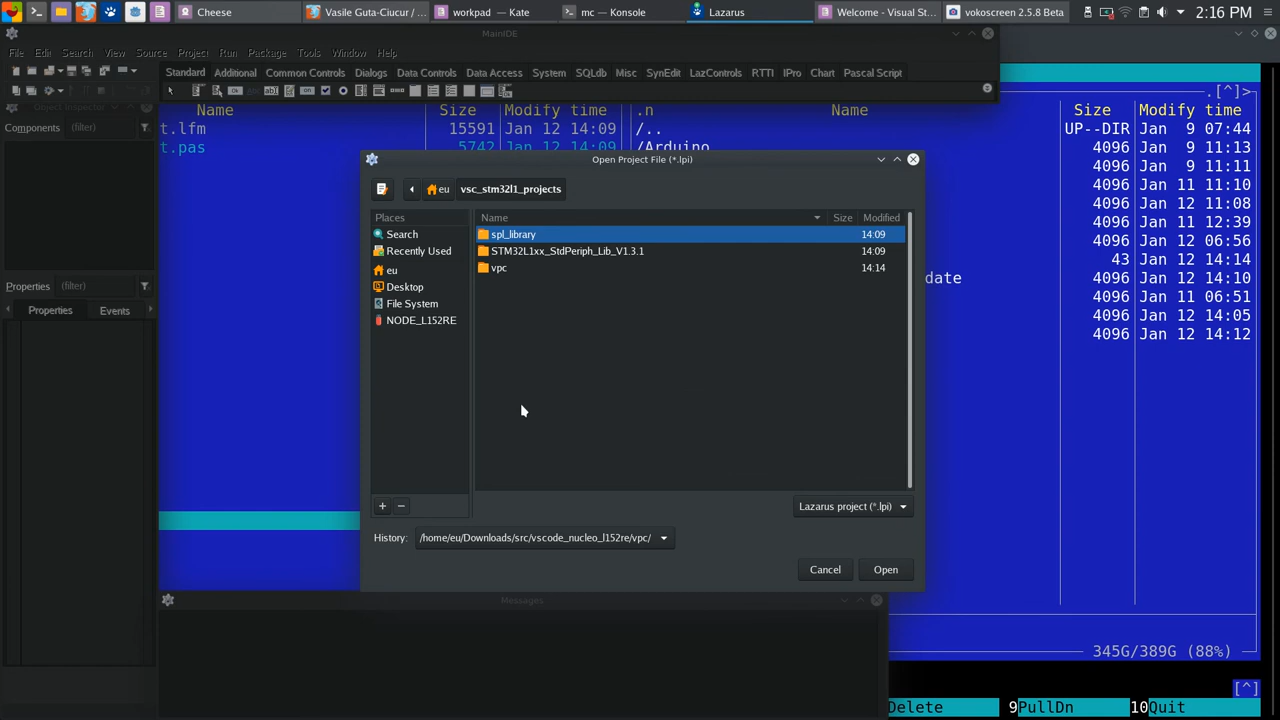 Cheese
Vasile Guta-Ciucur / ...
workpad — Kate
mc — Konsole
Lazarus
Welcome - Visual St...
vokoscreen 2.5.8 Beta
2:16 PM
MainIDE
File Edit Search View Source Project Run Package Tools Window Help
Standard Additional Common Controls Dialogs Data Controls Data Access System SQLdb Misc SynEdit LazControls RTTI IPro Chart Pascal Script
Object Inspector
Components (filter)
Properties (filter)
Properties Events
.[^]>
Name Size Modify time .n Name Size Modify time
t.lfm 15591 Jan 12 14:09 /.. UP--DIR Jan 9 07:44
t.pas 5742 Jan 12 14:09 /Arduino 4096 Jan 9 11:13
4096 Jan 9 11:11
4096 Jan 11 11:10
4096 Jan 12 11:08
4096 Jan 11 12:39
4096 Jan 12 06:56
43 Jan 12 14:14
date 4096 Jan 12 14:10
4096 Jan 11 06:51
4096 Jan 12 14:05
4096 Jan 12 14:12
Open Project File (*.lpi)
eu vsc_stm32l1_projects
Places
Search
Recently Used
eu
Desktop
File System
NODE_L152RE
Name Size Modified
spl_library 14:09
STM32L1xx_StdPeriph_Lib_V1.3.1 14:09
vpc 14:14
Lazarus project (*.lpi)
History: /home/eu/Downloads/src/vscode_nucleo_l152re/vpc/
Cancel Open
Messages
345G/389G (88%)
[^]
Delete 9PullDn 10Quit